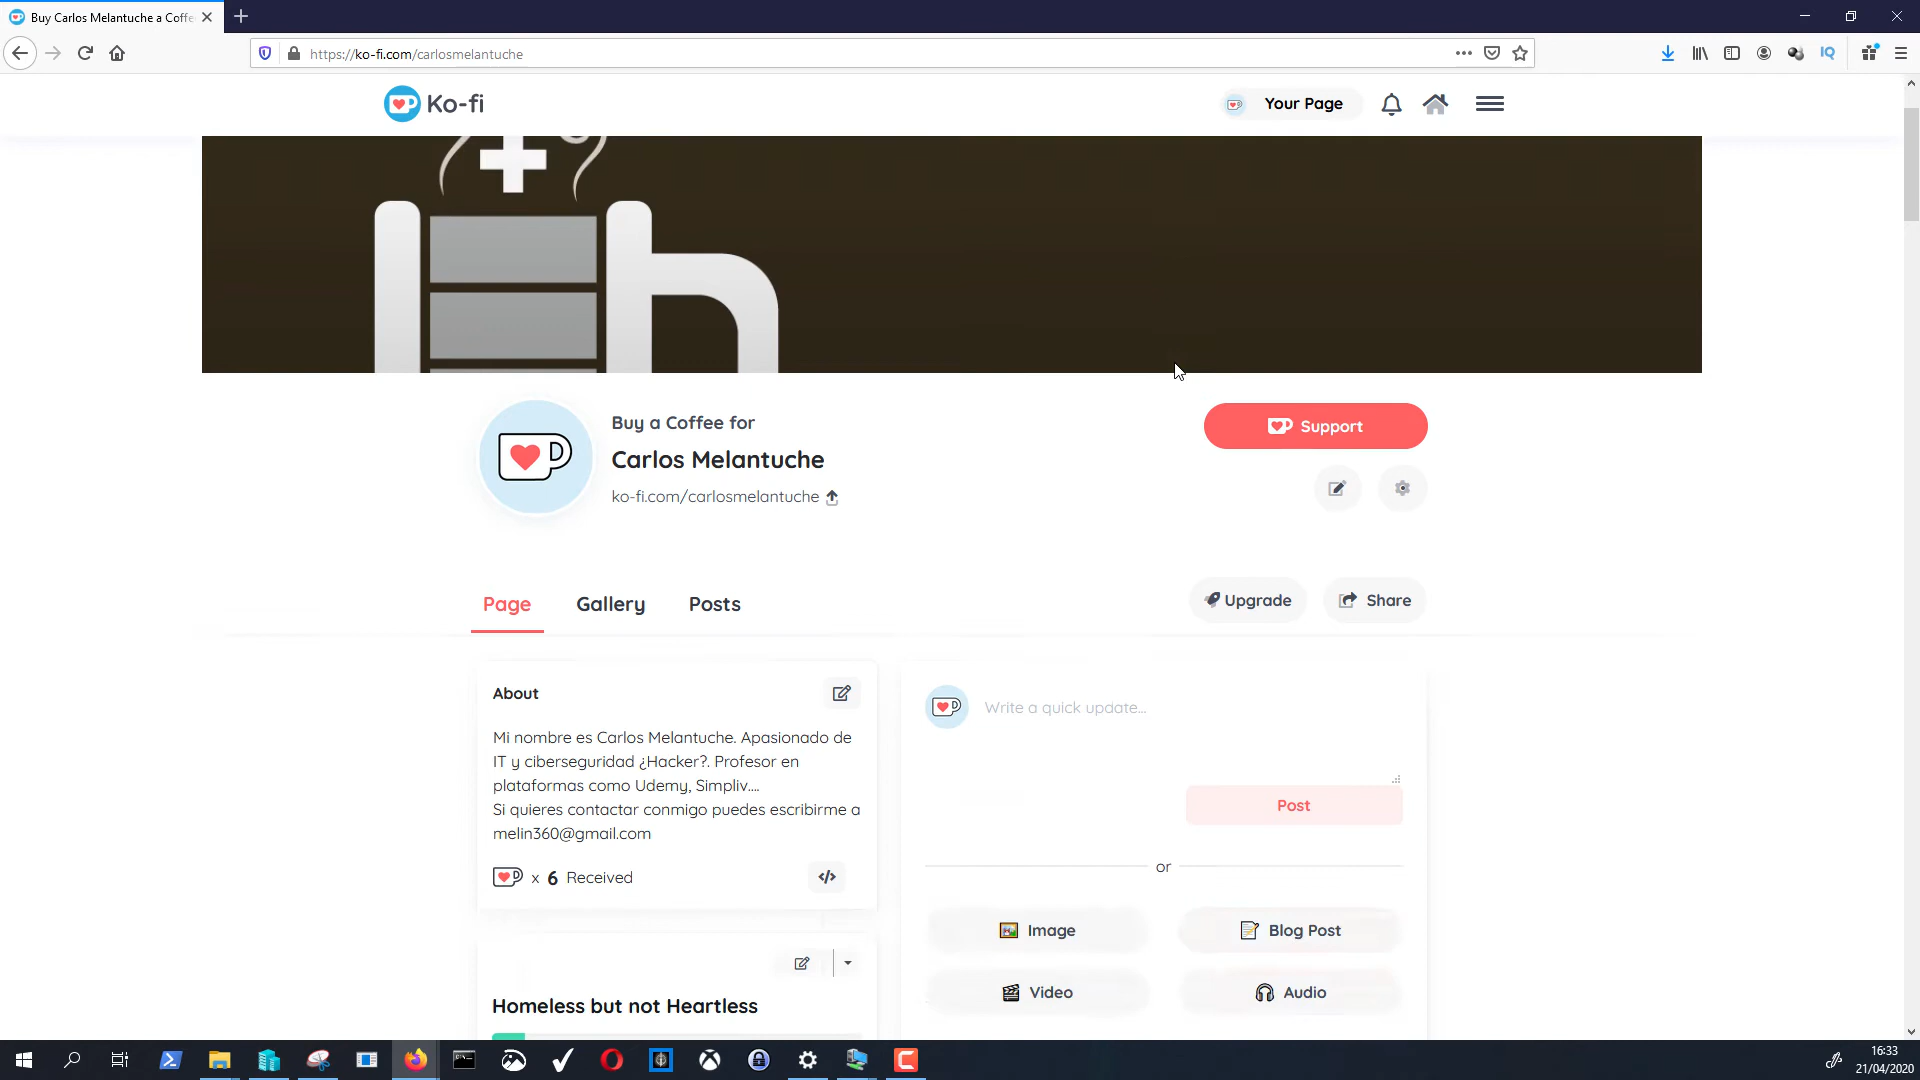 Buy Carlos Melantuche a Coffe
https://ko-fi.com/carlosmelantuche
IQ
Ko-fi
Your Page
Buy a Coffee for
Carlos Melantuche
ko-fi.com/carlosmelantuche
Support
Page
Gallery
Posts
Upgrade
Share
About
Mi nombre es Carlos Melantuche. Apasionado de
IT y ciberseguridad ¿Hacker?. Profesor en
plataformas como Udemy, Simpliv....
Si quieres contactar conmigo puedes escribirme a
melin360@gmail.com
x 6 Received
Homeless but not Heartless
Write a quick update...
Post
or
Image
Blog Post
Video
Audio
16:33
21/04/2020